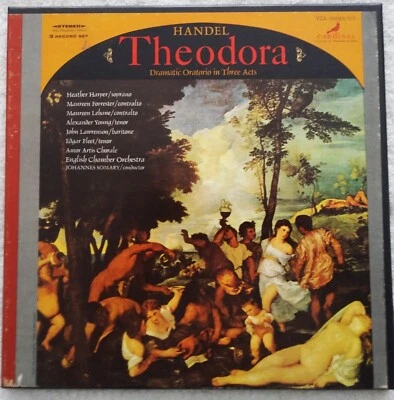 STEREO
3 RECORD SET
HANDEL
Theodora
Dramatic Oratorio in Three Acts
CARDINAL
Heather Harper/soprano
Maureen Forrester/contralto
Maureen Lehane/contralto
Alexander Young/tenor
John Lawrenson/baritone
Edgar Fleet/tenor
Amor Artis Chorale
English Chamber Orchestra
JOHANNES SOMARY/conductor